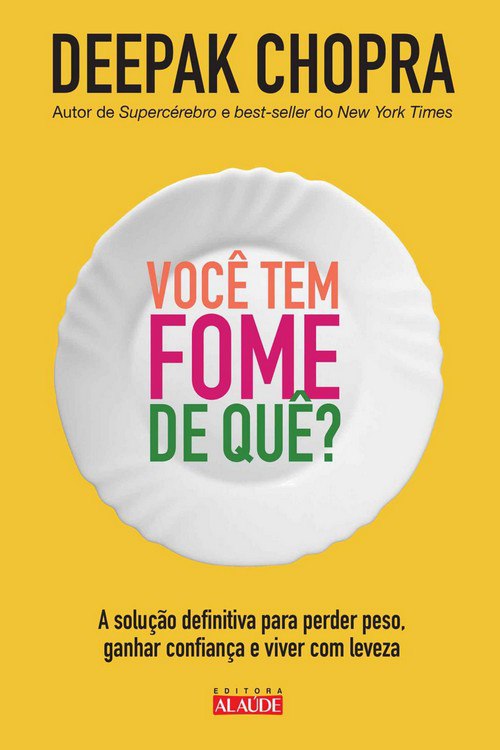 DEEPAK CHOPRA
Autor de Supercérebro e best-seller do New York Times
VOCÊ TEM
FOME
DE QUÊ?
A solução definitiva para perder peso,
ganhar confiança e viver com leveza
EDITORA
ALAÚDE